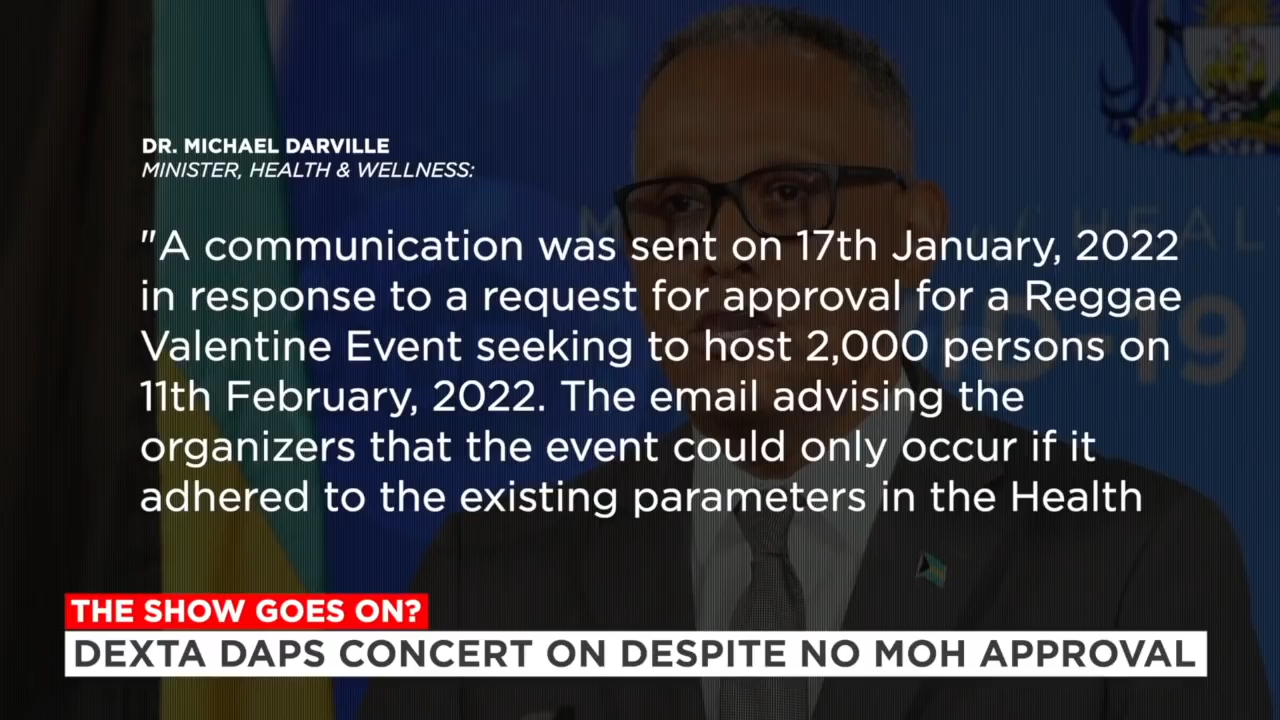 DR. MICHAEL DARVILLE
MINISTER, HEALTH & WELLNESS:
"A communication was sent on 17th January, 2022
in response to a request for approval for a Reggae
Valentine Event seeking to host 2,000 persons on
11th February, 2022. The email advising the
organizers that the event could only occur if it
adhered to the existing parameters in the Health
THE SHOW GOES ON?
DEXTA DAPS CONCERT ON DESPITE NO MOH APPROVAL